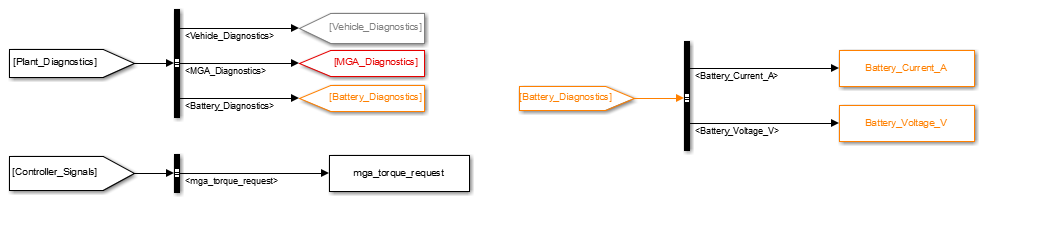 [Plant_Diagnostics]
<Vehicle_Diagnostics>
[Vehicle_Diagnostics]
<MGA_Diagnostics>
[MGA_Diagnostics]
<Battery_Diagnostics>
[Battery_Diagnostics]
[Controller_Signals]
<mga_torque_request>
mga_torque_request
[Battery_Diagnostics]
<Battery_Current_A>
Battery_Current_A
<Battery_Voltage_V>
Battery_Voltage_V